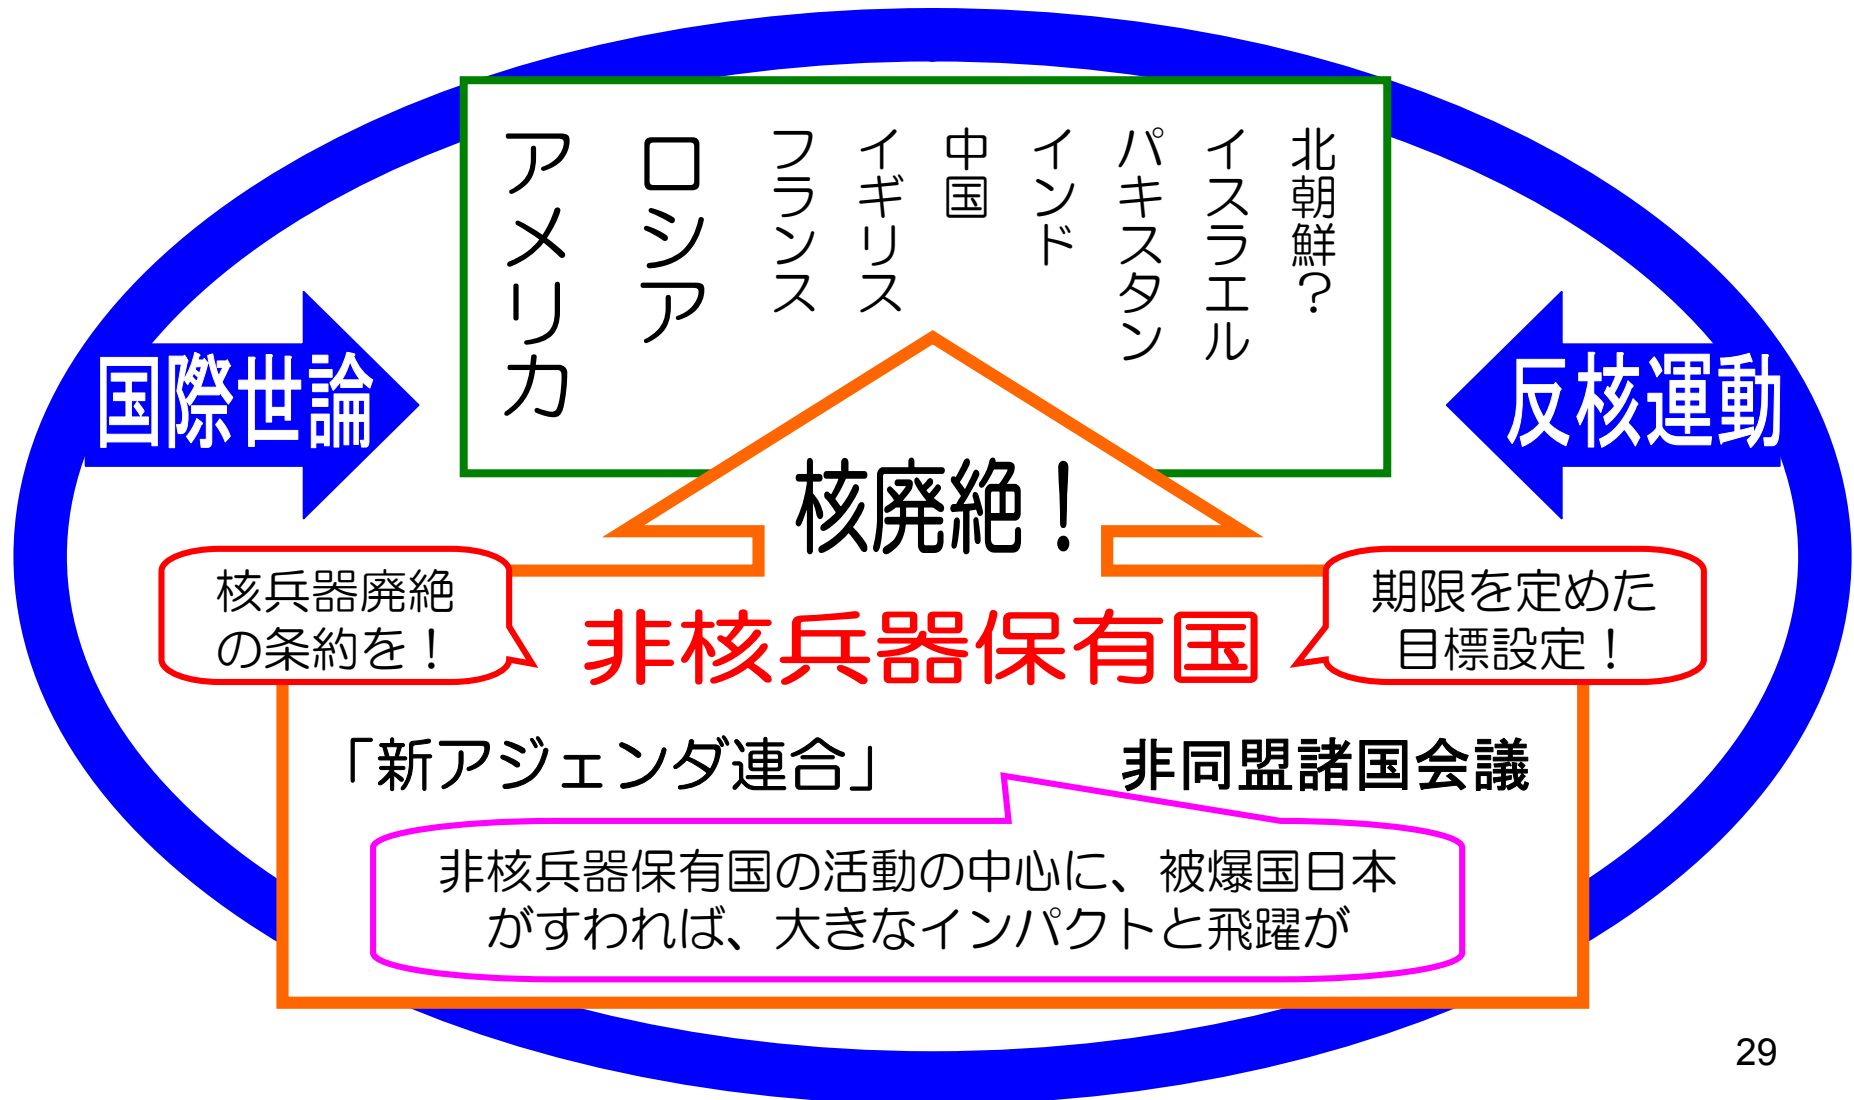 アメリカ
ロシア
フランス
イギリス
中国
インド
パキスタン
イスラエル
北朝鮮？
国際世論
反核運動
核廃絶！
核兵器廃絶
の条約を！
期限を定めた
目標設定！
非核兵器保有国
「新アジェンダ連合」
非同盟諸国会議
非核兵器保有国の活動の中心に、被爆国日本
がすわれば、大きなインパクトと飛躍が
29